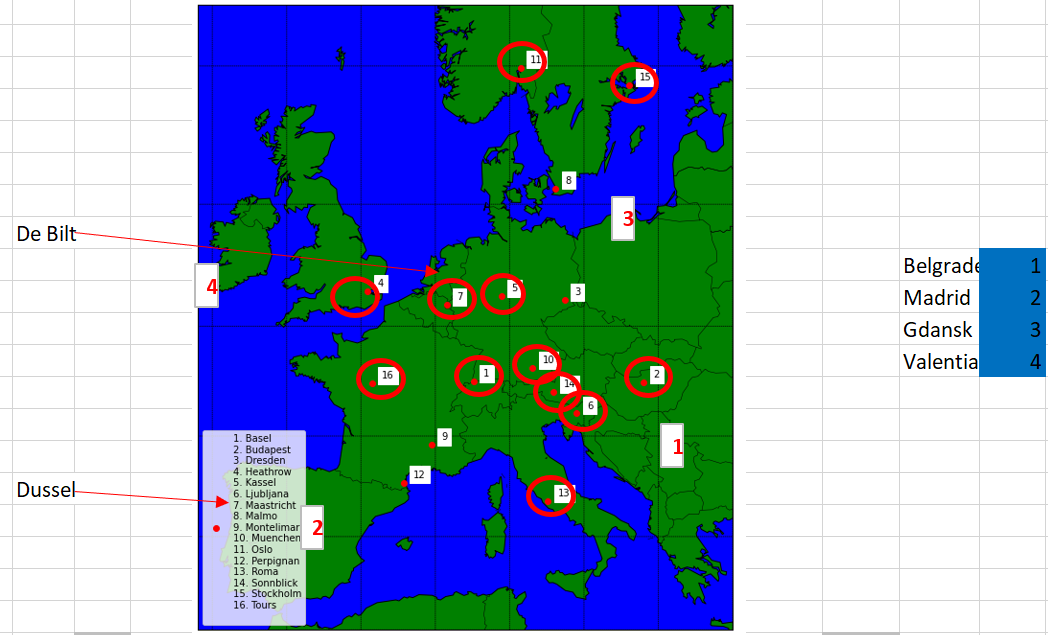 11
15
8
3
De Bilt
4
4
7
5
3
Belgrade 1
Madrid 2
Gdansk 3
Valentia 4
16
1
10
14
2
6
9
1
12
13
Dussel
2
1. Basel
2. Budapest
3. Dresden
4. Heathrow
5. Kassel
6. Ljubljana
7. Maastricht
8. Malmo
9. Montelimar
10. Muenchen
11. Oslo
12. Perpignan
13. Roma
14. Sonnblick
15. Stockholm
16. Tours